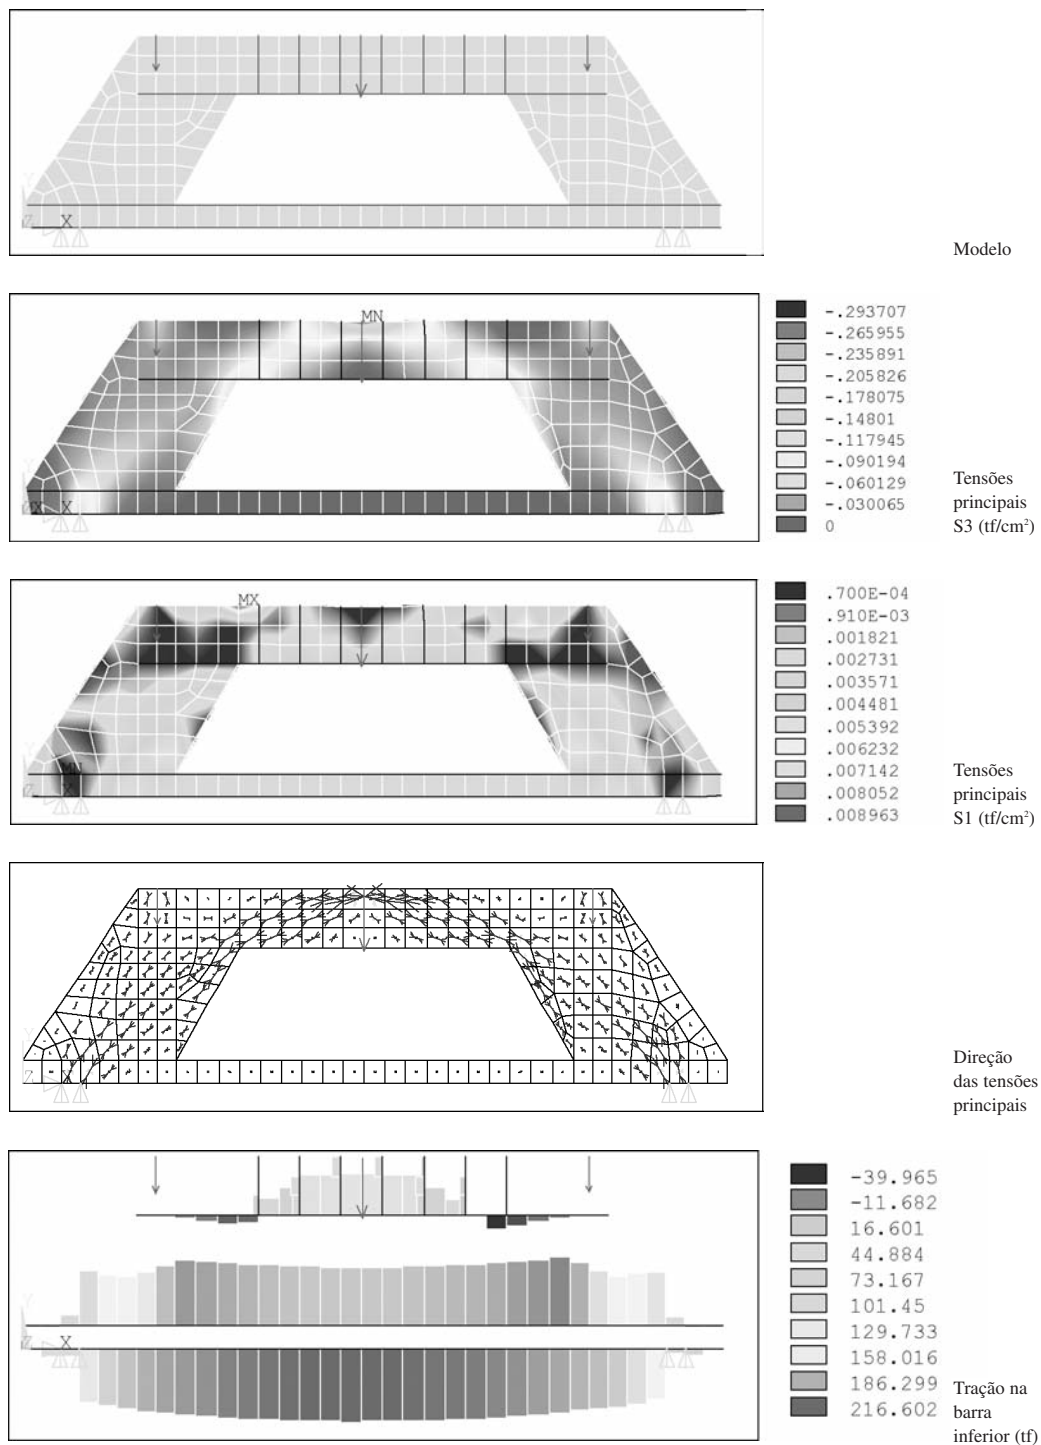 X
Modelo
MN
-.293707
-.265955
-.235891
-.205826
-.178075
-.14801
-.117945
-.090194
-.060129
-.030065
0
Tensões
principais
S3 (tf/cm²)
X
MX
.700E-04
.910E-03
.001821
.002731
.003571
.004481
.005392
.006232
.007142
.008052
.008963
Tensões
principais
S1 (tf/cm²)
MN
Direção
das tensões
principais
-39.965
-11.682
16.601
44.884
73.167
101.45
129.733
158.016
186.299
216.602
Z
X
Tração na
barra
inferior (tf)